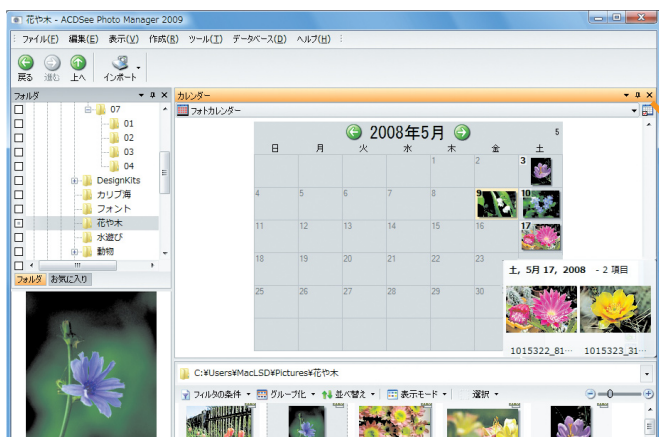 花や木 - ACDSee Photo Manager 2009
ファイル(F) 編集(E) 表示(V) 作成(R) ツール(T) データベース(D) ヘルプ(H)
戻る 進む 上へ インポート
フォルダ
カレンダー
フォトカレンダー
07
01
02
03
04
DesignKits
カリブ海
フォント
花や木
水遊び
動物
フォルダ お気に入り
2008年5月 5
日 月 火 水 木 金 土
1 2 3
4 5 6 7 8 9 10
11 12 13 14 15 16 17
18 19 20 21 22
25 26 27 28 29 30
土, 5月 17, 2008 - 2 項目
1015322_81… 1015323_31…
C:¥Users¥MacLSD¥Pictures¥花や木
フィルタの条件 グループ化 並べ替え 表示モード 選択